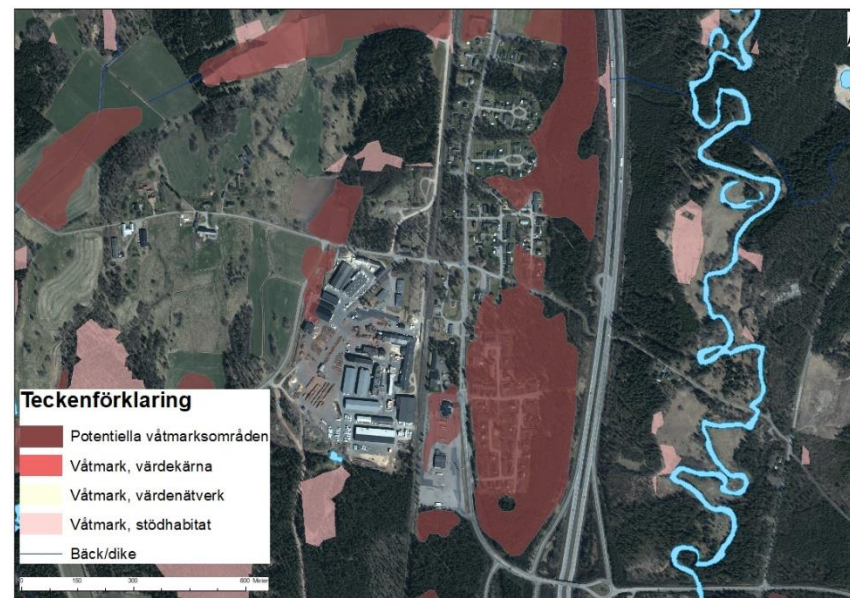 Teckenförklaring
Potentiella våtmarksområden
Våtmark, värdekärna
Våtmark, värdenätverk
Våtmark, stödhabitat
Bäck/dike
0 150 300 600 Meter